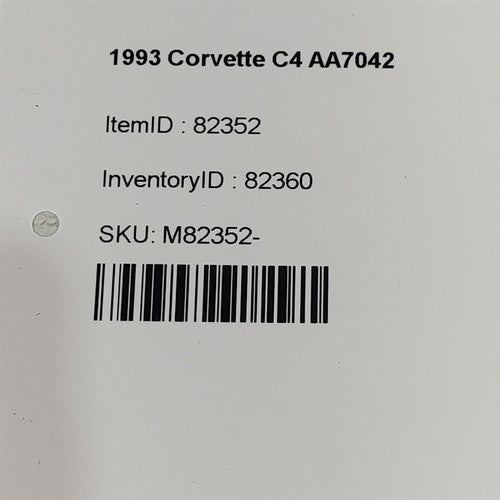 1993 Corvette C4 AA7042
ItemID : 82352
InventoryID : 82360
SKU: M82352-